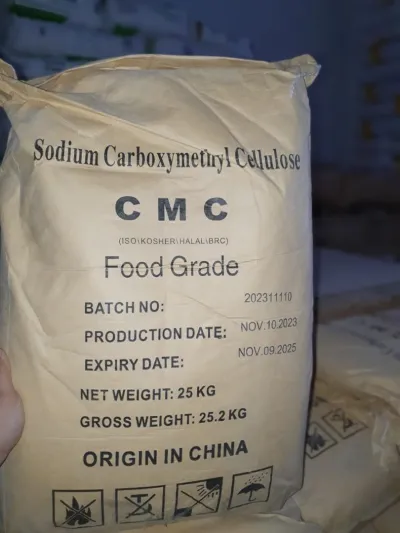 Sodium Carboxymethyl Cellulose
C M C
(ISO\KOSHER\HALAL\BRC)
Food Grade
BATCH NO: 202311110
PRODUCTION DATE: NOV.10.2023
EXPIRY DATE: NOV.09.2025
NET WEIGHT: 25 KG
GROSS WEIGHT: 25.2 KG
ORIGIN IN CHINA